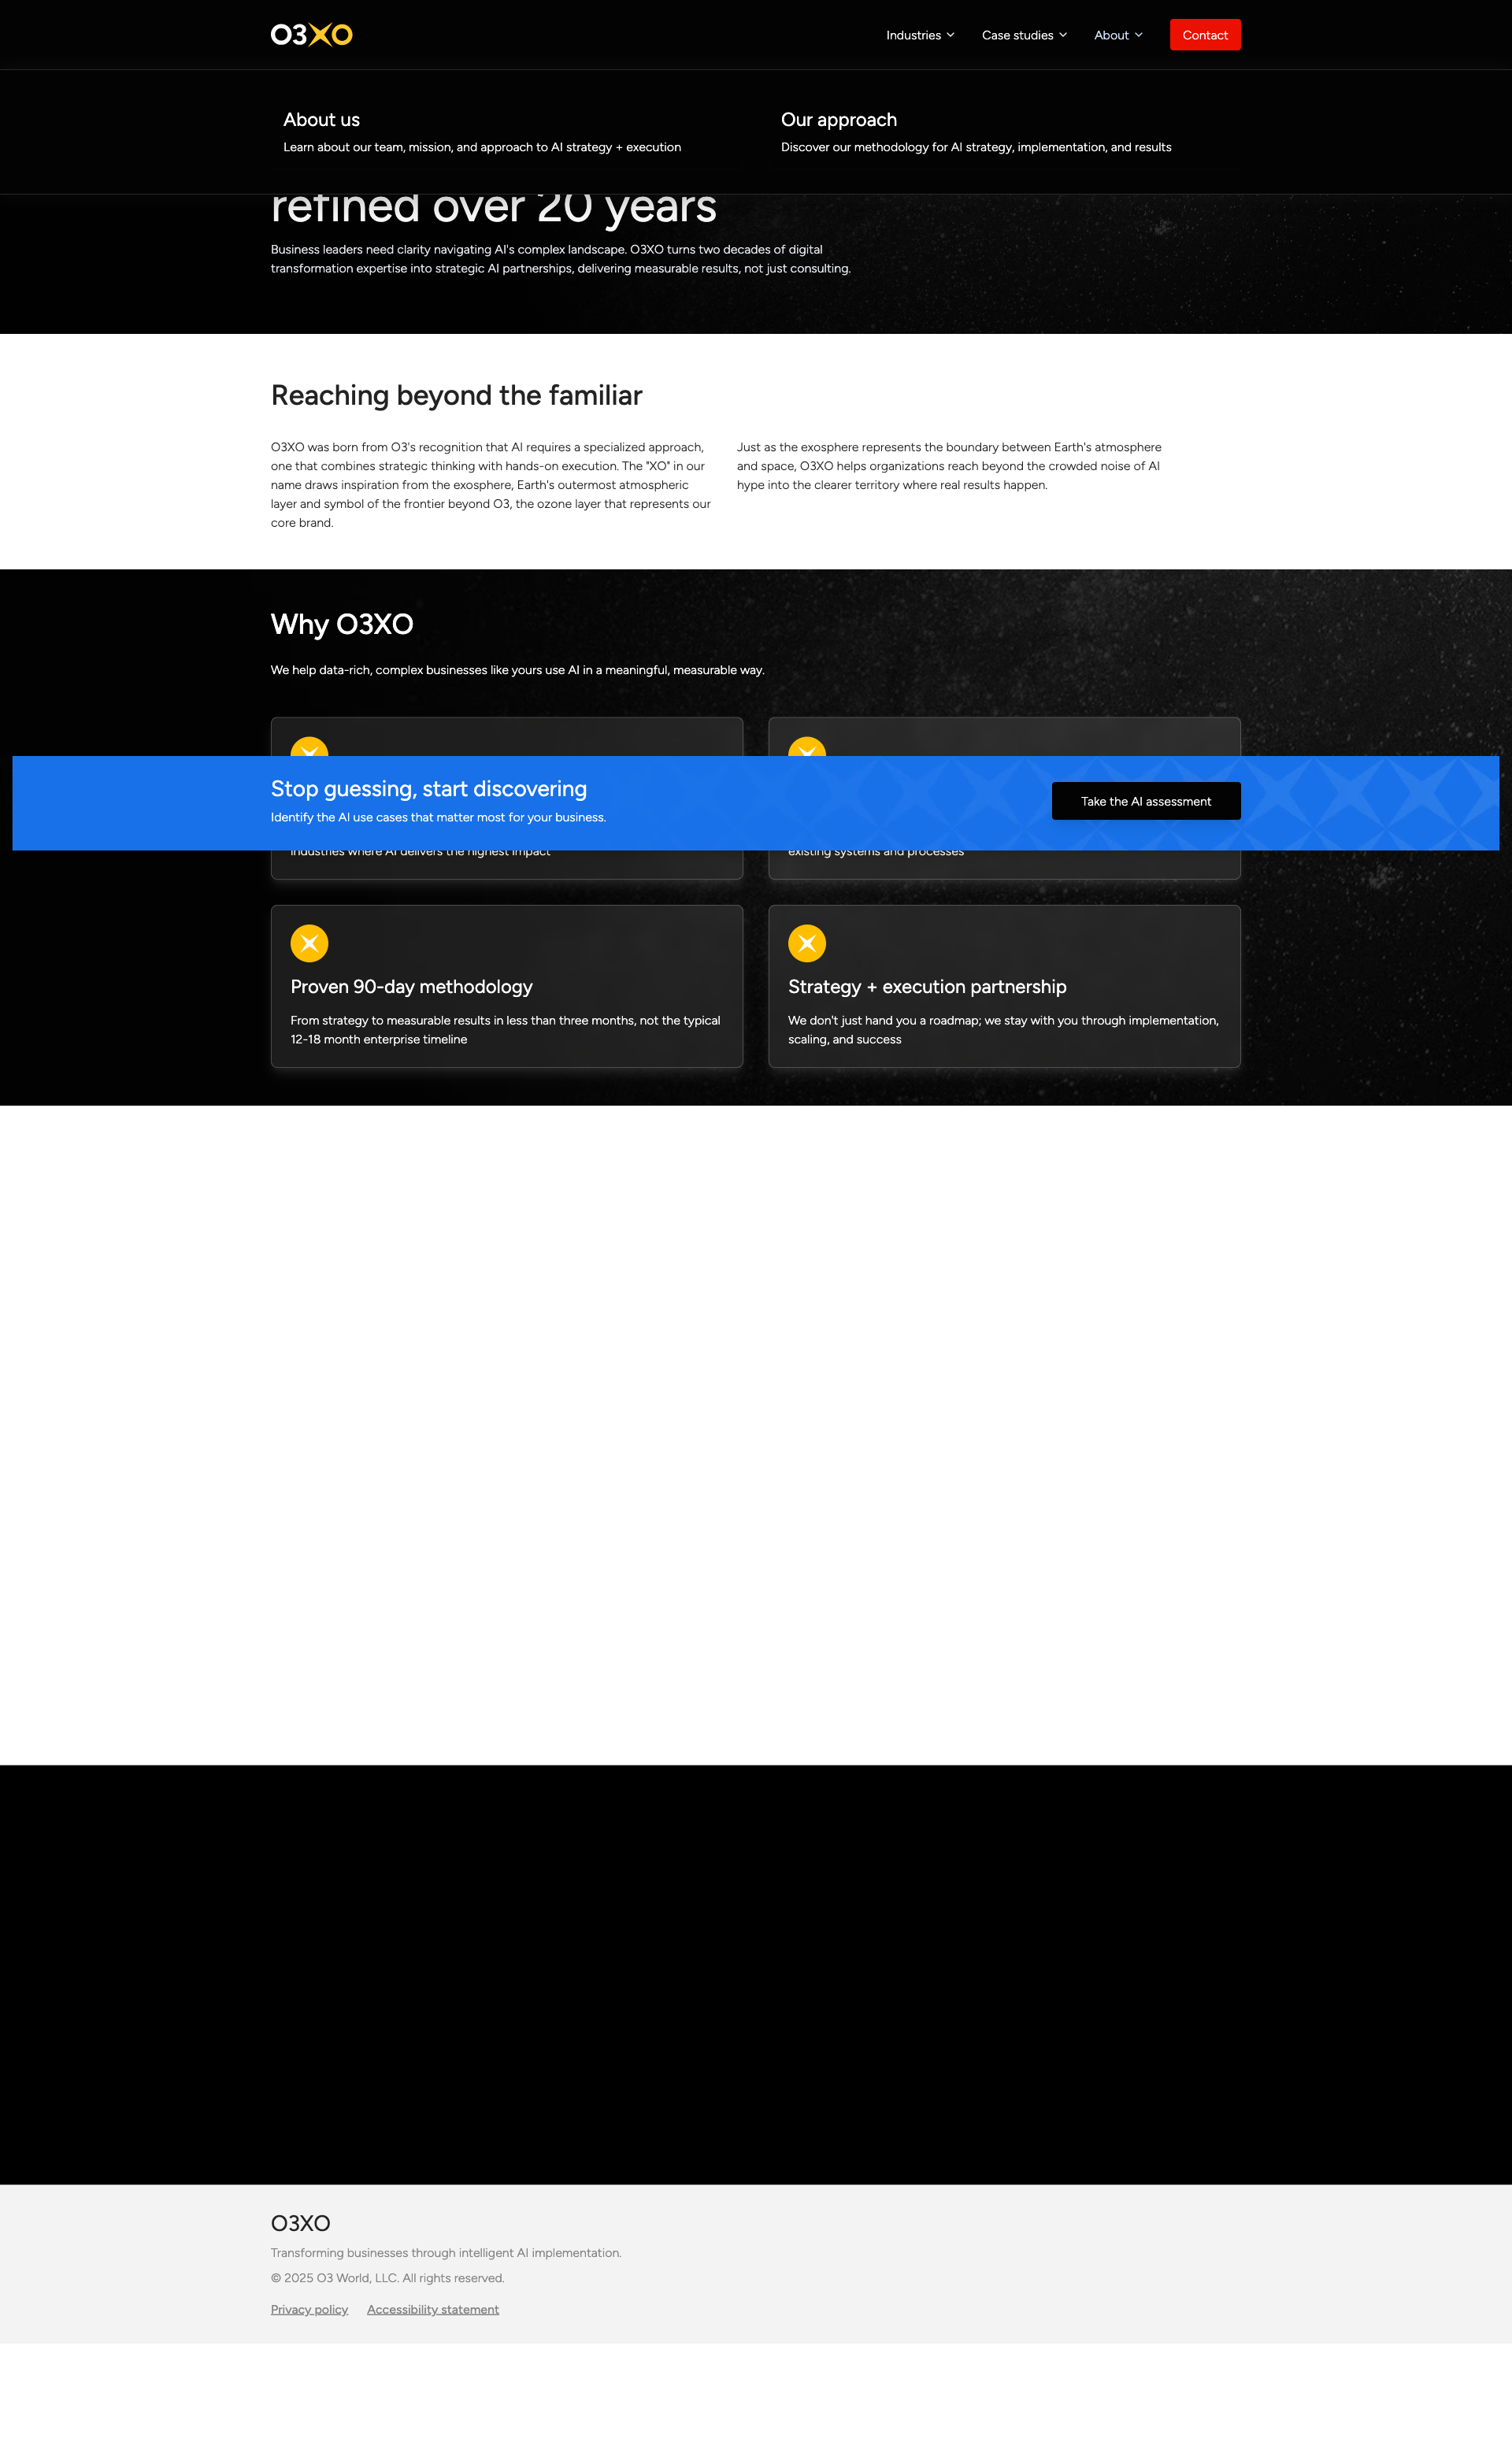 O3XO
Industries
Case studies
About
Contact
About us
Learn about our team, mission, and approach to AI strategy + execution
Our approach
Discover our methodology for AI strategy, implementation, and results
refined over 20 years
Business leaders need clarity navigating AI's complex landscape. O3XO turns two decades of digital
transformation expertise into strategic AI partnerships, delivering measurable results, not just consulting.
Reaching beyond the familiar
O3XO was born from O3's recognition that AI requires a specialized approach,
one that combines strategic thinking with hands-on execution. The "XO" in our
name draws inspiration from the exosphere, Earth's outermost atmospheric
layer and symbol of the frontier beyond O3, the ozone layer that represents our
core brand.
Just as the exosphere represents the boundary between Earth's atmosphere
and space, O3XO helps organizations reach beyond the crowded noise of AI
hype into the clearer territory where real results happen.
Why O3XO
We help data-rich, complex businesses like yours use AI in a meaningful, measurable way.
Stop guessing, start discovering
Identify the AI use cases that matter most for your business.
Take the AI assessment
industries where AI delivers the highest impact
existing systems and processes
Proven 90-day methodology
From strategy to measurable results in less than three months, not the typical
12-18 month enterprise timeline
Strategy + execution partnership
We don't just hand you a roadmap; we stay with you through implementation,
scaling, and success
O3XO
Transforming businesses through intelligent AI implementation.
© 2025 O3 World, LLC. All rights reserved.
Privacy policy
Accessibility statement